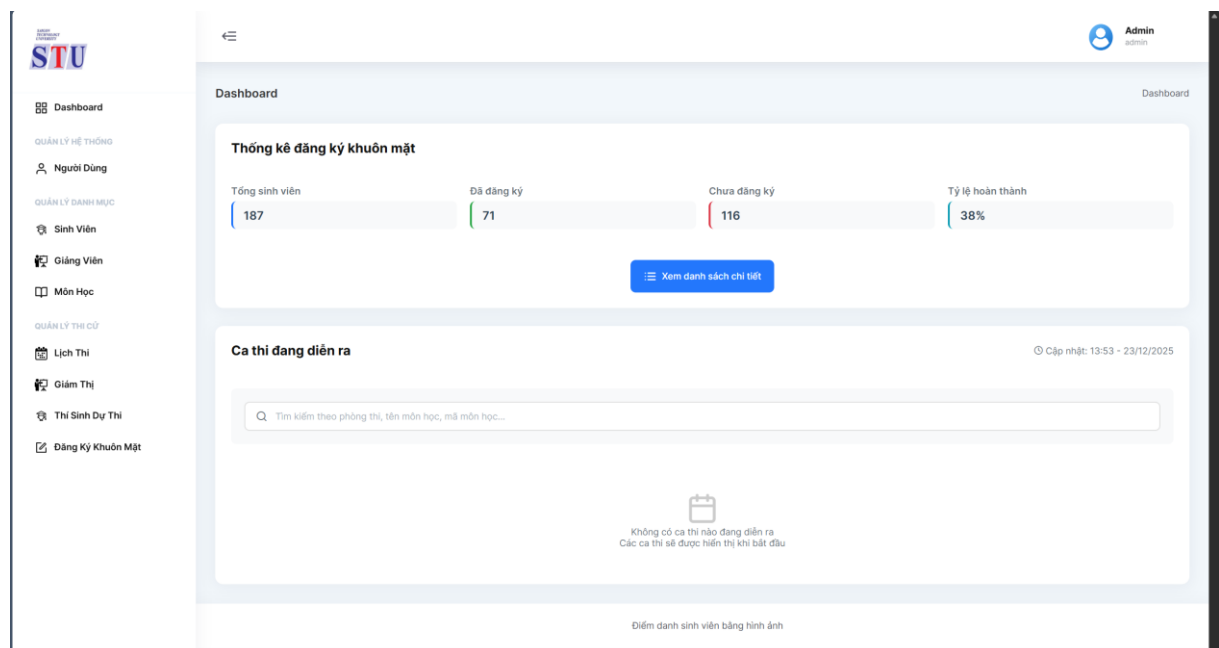 SAIGON
TECHNOLOGY
UNIVERSITY
STU
Admin
admin
Dashboard
QUẢN LÝ HỆ THỐNG
Người Dùng
QUẢN LÝ DANH MỤC
Sinh Viên
Giảng Viên
Môn Học
QUẢN LÝ THI CỬ
Lịch Thi
Giám Thị
Thí Sinh Dự Thi
Đăng Ký Khuôn Mặt
Dashboard
Dashboard
Thống kê đăng ký khuôn mặt
Tổng sinh viên
187
Đã đăng ký
71
Chưa đăng ký
116
Tỷ lệ hoàn thành
38%
Xem danh sách chi tiết
Ca thi đang diễn ra
Cập nhật: 13:53 - 23/12/2025
Tìm kiếm theo phòng thi, tên môn học, mã môn học...
Không có ca thi nào đang diễn ra
Các ca thi sẽ được hiển thị khi bắt đầu
Điểm danh sinh viên bằng hình ảnh